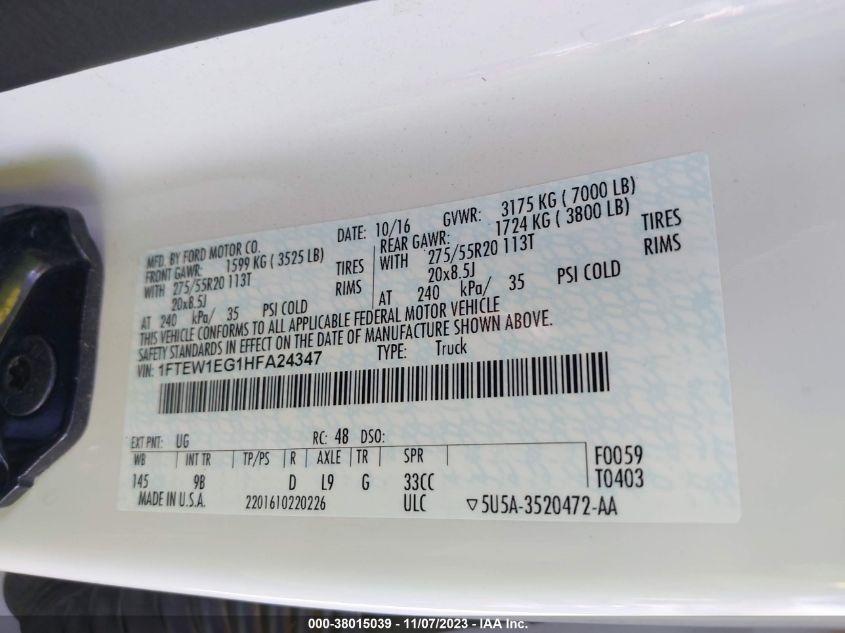 MFD. BY FORD MOTOR CO. DATE: 10/16 GVWR: 3175 KG ( 7000 LB)
FRONT GAWR: 1599 KG ( 3525 LB) REAR GAWR: 1724 KG ( 3800 LB)
WITH 275/55R20 113T TIRES WITH 275/55R20 113T TIRES
20x8.5J RIMS 20x8.5J RIMS
AT 240 kPa/ 35 PSI COLD AT 240 kPa/ 35 PSI COLD
THIS VEHICLE CONFORMS TO ALL APPLICABLE FEDERAL MOTOR VEHICLE
SAFETY STANDARDS IN EFFECT ON THE DATE OF MANUFACTURE SHOWN ABOVE.
VIN: 1FTEW1EG1HFA24347 TYPE: Truck
EXT PNT: UG RC: 48 DSO:
WB INT TR TP/PS R AXLE TR SPR F0059
145 9B D L9 G 33CC T0403
MADE IN U.S.A. 2201610220226 ULC ▽5U5A-3520472-AA
000-38015039 - 11/07/2023 - IAA Inc.